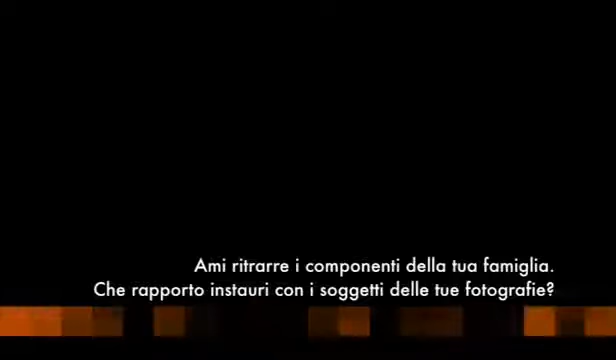 Ami ritrarre i componenti della tua famiglia.
Che rapporto instauri con i soggetti delle tue fotografie?